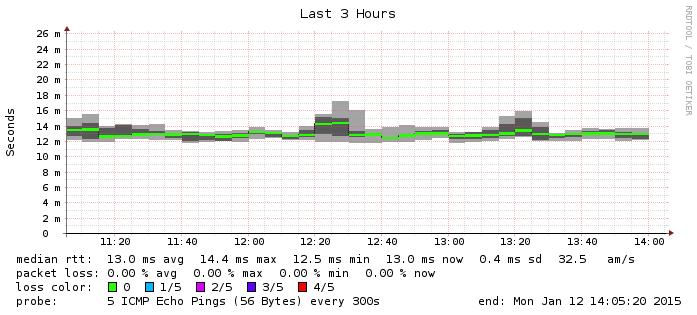 Last 3 Hours
RRDTOOL / TOBI OETIKER
Seconds
26 m
24 m
22 m
20 m
18 m
16 m
14 m
12 m
10 m
8 m
6 m
4 m
2 m
0
11:20 11:40 12:00 12:20 12:40 13:00 13:20 13:40 14:00
median rtt: 13.0 ms avg 14.4 ms max 12.5 ms min 13.0 ms now 0.4 ms sd 32.5 am/s
packet loss: 0.00 % avg 0.00 % max 0.00 % min 0.00 % now
loss color: 0 1/5 2/5 3/5 4/5
probe: 5 ICMP Echo Pings (56 Bytes) every 300s end: Mon Jan 12 14:05:20 2015